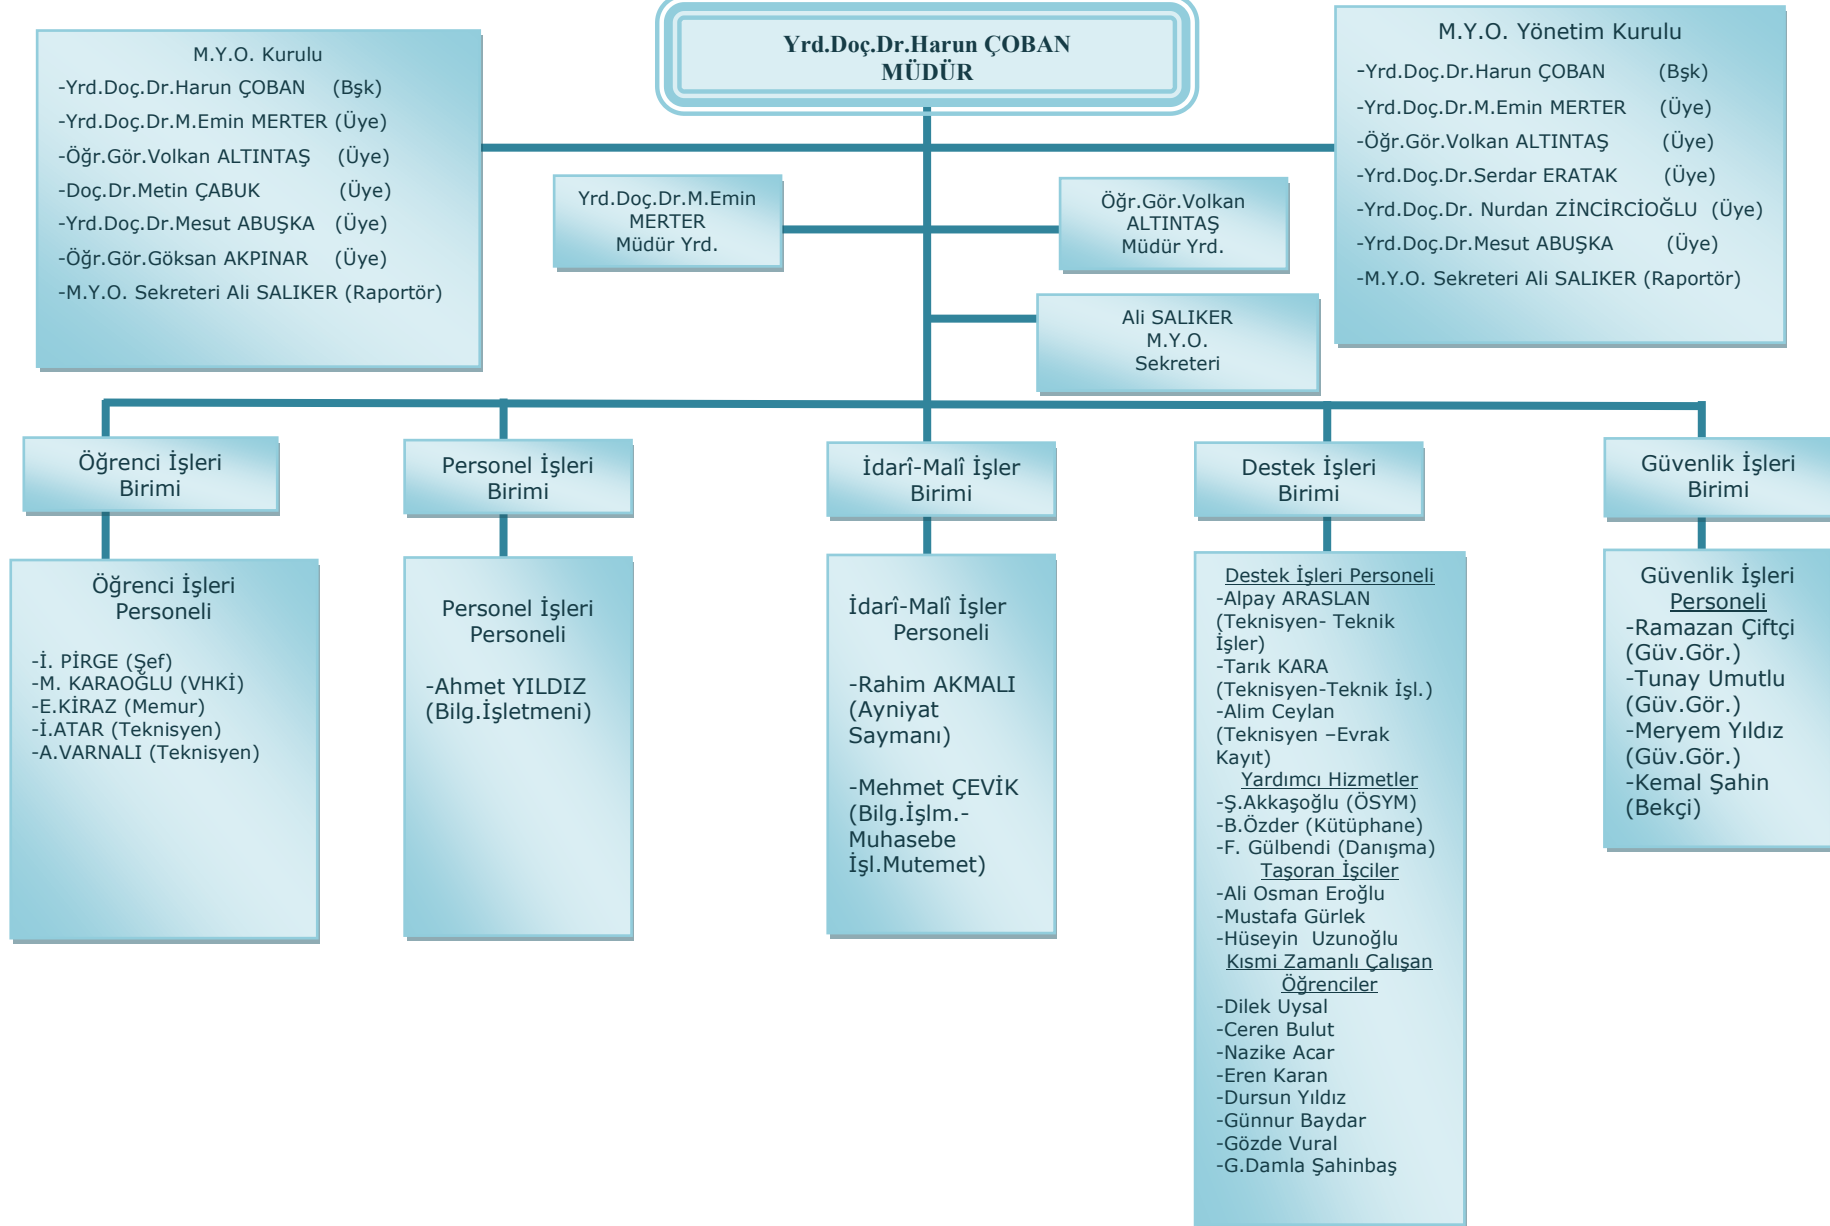 Yrd.Doç.Dr.Harun ÇOBAN
MÜDÜR
M.Y.O. Kurulu
-Yrd.Doç.Dr.Harun ÇOBAN (Bşk)
-Yrd.Doç.Dr.M.Emin MERTER (Üye)
-Öğr.Gör.Volkan ALTINTAŞ (Üye)
-Doç.Dr.Metin ÇABUK (Üye)
-Yrd.Doç.Dr.Mesut ABUŞKA (Üye)
-Öğr.Gör.Göksan AKPINAR (Üye)
-M.Y.O. Sekreteri Ali SALIKER (Raportör)
M.Y.O. Yönetim Kurulu
-Yrd.Doç.Dr.Harun ÇOBAN (Bşk)
-Yrd.Doç.Dr.M.Emin MERTER (Üye)
-Öğr.Gör.Volkan ALTINTAŞ (Üye)
-Yrd.Doç.Dr.Serdar ERATAK (Üye)
-Yrd.Doç.Dr. Nurdan ZİNCİRCİOĞLU (Üye)
-Yrd.Doç.Dr.Mesut ABUŞKA (Üye)
-M.Y.O. Sekreteri Ali SALIKER (Raportör)
Yrd.Doç.Dr.M.Emin
MERTER
Müdür Yrd.
Öğr.Gör.Volkan
ALTINTAŞ
Müdür Yrd.
Ali SALIKER
M.Y.O.
Sekreteri
Öğrenci İşleri
Birimi
Personel İşleri
Birimi
İdarî-Malî İşler
Birimi
Destek İşleri
Birimi
Güvenlik İşleri
Birimi
Öğrenci İşleri
Personeli
-İ. PİRGE (Şef)
-M. KARAOĞLU (VHKİ)
-E.KİRAZ (Memur)
-İ.ATAR (Teknisyen)
-A.VARNALI (Teknisyen)
Personel İşleri
Personeli
-Ahmet YILDIZ
(Bilg.İşletmeni)
İdarî-Malî İşler
Personeli
-Rahim AKMALI
(Ayniyat
Saymanı)
-Mehmet ÇEVİK
(Bilg.İşlm.-
Muhasebe
İşl.Mutemet)
Destek İşleri Personeli
-Alpay ARASLAN
(Teknisyen- Teknik
İşler)
-Tarık KARA
(Teknisyen-Teknik İşl.)
-Alim Ceylan
(Teknisyen –Evrak
Kayıt)
Yardımcı Hizmetler
-Ş.Akkaşoğlu (ÖSYM)
-B.Özder (Kütüphane)
-F. Gülbendi (Danışma)
Taşoran İşciler
-Ali Osman Eroğlu
-Mustafa Gürlek
-Hüseyin Uzunoğlu
Kısmi Zamanlı Çalışan
Öğrenciler
-Dilek Uysal
-Ceren Bulut
-Nazike Acar
-Eren Karan
-Dursun Yıldız
-Günnur Baydar
-Gözde Vural
-G.Damla Şahinbaş
Güvenlik İşleri
Personeli
-Ramazan Çiftçi
(Güv.Gör.)
-Tunay Umutlu
(Güv.Gör.)
-Meryem Yıldız
(Güv.Gör.)
-Kemal Şahin
(Bekçi)